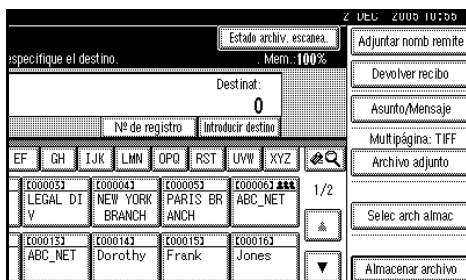 2 DEC 2005 10:55
Estado archiv. escanea.
Adjuntar nomb remite
especifique el destino.
Mem.:100%
Devolver recibo
Destinat:
0
Asunto/Mensaje
Nº de registro
Introducir destino
Multipágina: TIFF
Archivo adjunto
EF GH IJK LMN OPQ RST UVW XYZ
[00003] [00004] [00005] [00006]
LEGAL DI NEW YORK PARIS BR ABC_NET
V BRANCH ANCH
1/2
Selec arch almac
[00013] [00014] [00015] [00016]
ABC_NET Dorothy Frank Jones
Almacenar archivo